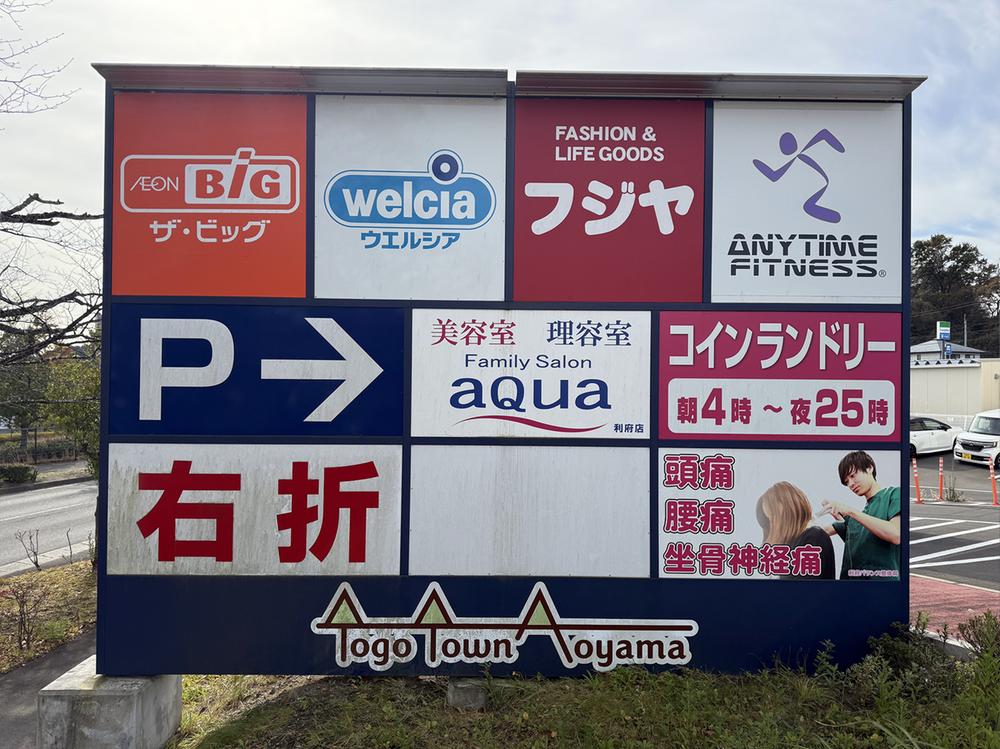 ÆON BiG
ザ・ビッグ
welcia
ウエルシア
FASHION &
LIFE GOODS
フジヤ
ANYTIME
FITNESS®
P→
美容室 理容室
Family Salon
aqua
利府店
コインランドリー
朝4時～夜25時
右折
頭痛
腰痛
坐骨神経痛
Togo Town Aoyama